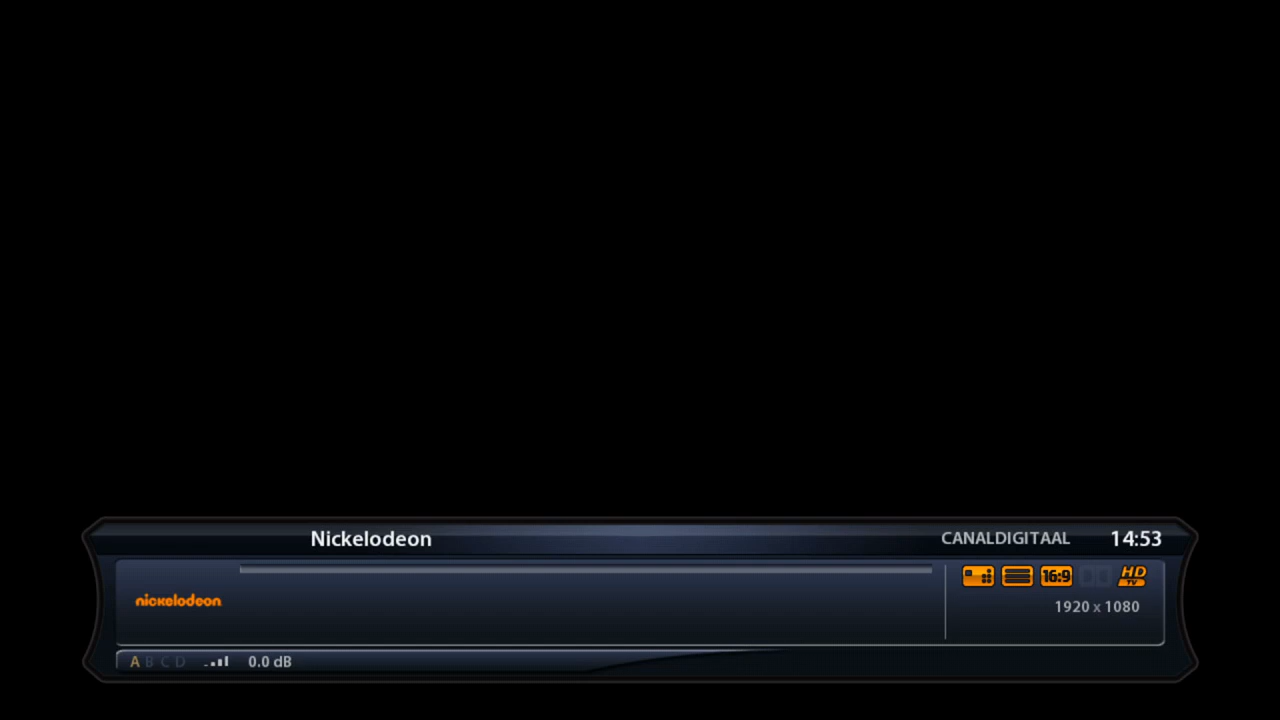 Nickelodeon CANALDIGITAAL 14:53
16:9 HD TV
nickelodeon
1920 x 1080
A B C D 0.0 dB